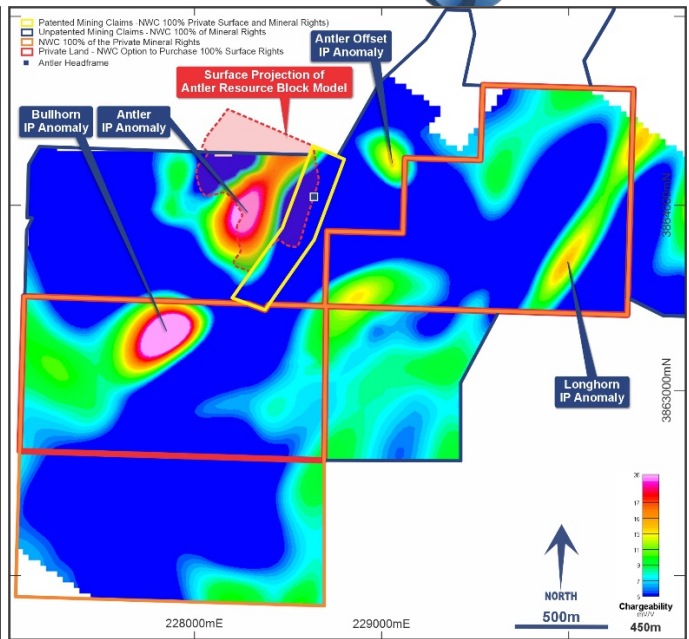 Patented Mining Claims - NWC 100% Private Surface and Mineral Rights)
Unpatented Mining Claims - NWC 100% of Mineral Rights)
NWC 100% of the Private Mineral Rights)
Private Land - NWC Option to Purchase 100% Surface Rights
Antler Headframe
Antler Offset
IP Anomaly
Surface Projection of
Antler Resource Block Model
Bullhorn
IP Anomaly
Antler
IP Anomaly
Longhorn
IP Anomaly
3863000mN
NORTH
500m
Chargeability
mV/V
450m
228000mE
229000mE